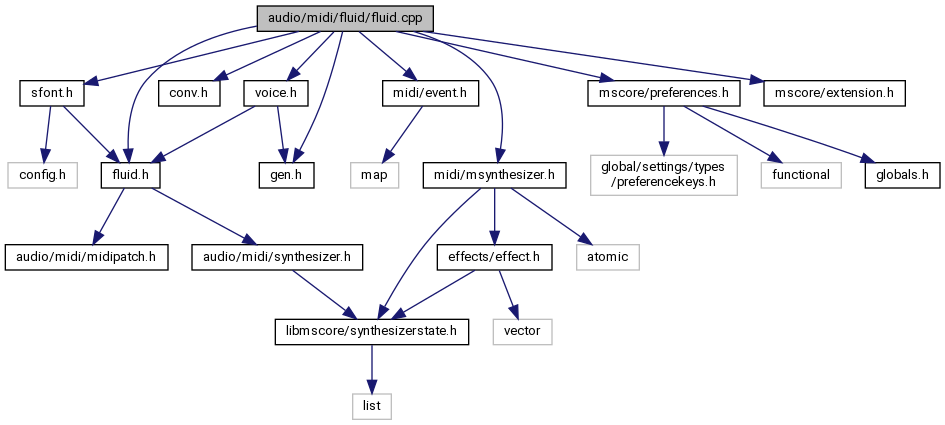 audio/midi/fluid/fluid.cpp
sfont.h
conv.h
voice.h
midi/event.h
mscore/preferences.h
mscore/extension.h
config.h
fluid.h
gen.h
map
midi/msynthesizer.h
global/settings/types
/preferencekeys.h
functional
globals.h
audio/midi/midipatch.h
audio/midi/synthesizer.h
effects/effect.h
atomic
libmscore/synthesizerstate.h
vector
list